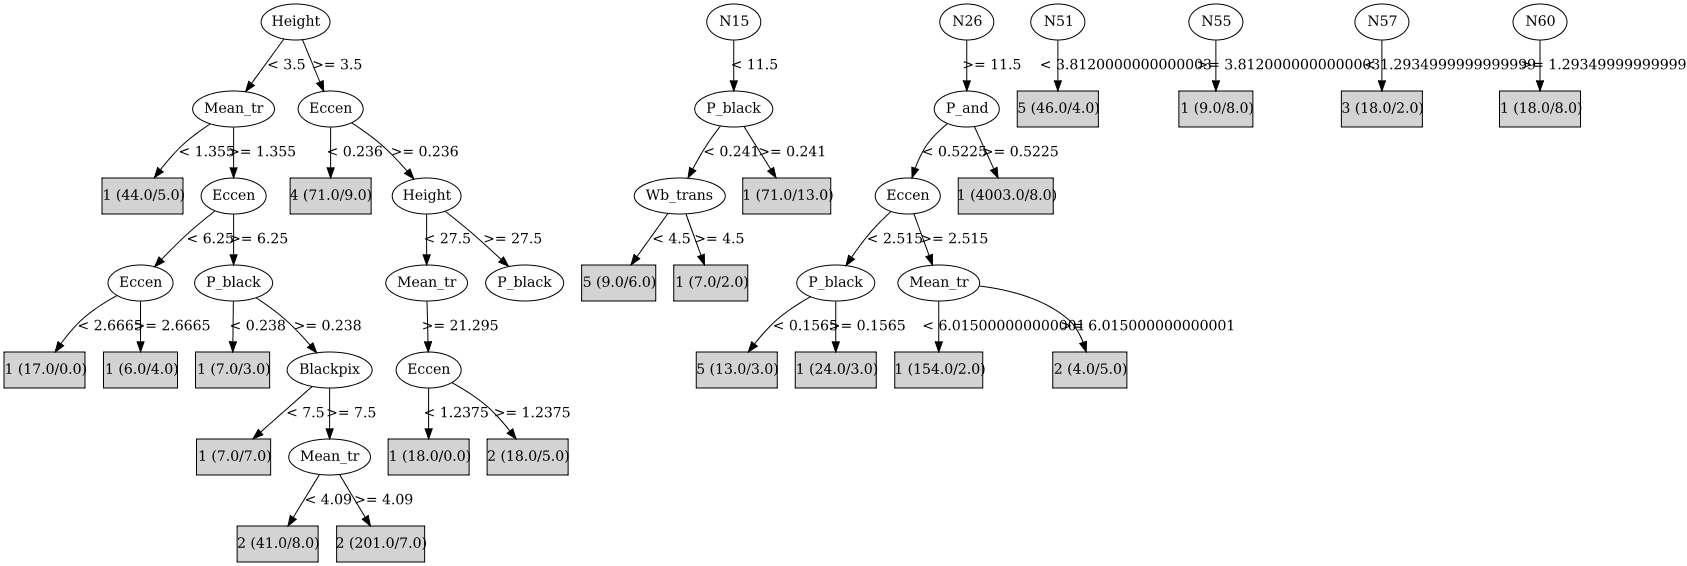 Height N15 N26 N51 N55 N57 N60
< 3.5 >= 3.5 < 11.5 >= 11.5 < 3.8120000000000003 >= 3.8120000000000003 < 1.2934999999999999 >= 1.29349999999999
Mean_tr Eccen P_black P_and 5 (46.0/4.0) 1 (9.0/8.0) 3 (18.0/2.0) 1 (18.0/8.0)
< 1.355 >= 1.355 < 0.236 >= 0.236 < 0.241 >= 0.241 < 0.5225 >= 0.5225
1 (44.0/5.0) Eccen 4 (71.0/9.0) Height Wb_trans 1 (71.0/13.0) Eccen 1 (4003.0/8.0)
< 6.25 >= 6.25 < 27.5 >= 27.5 < 4.5 >= 4.5 < 2.515 >= 2.515
Eccen P_black Mean_tr P_black 5 (9.0/6.0) 1 (7.0/2.0) P_black Mean_tr
< 2.6665 >= 2.6665 < 0.238 >= 0.238 >= 21.295 < 0.1565 >= 0.1565 < 6.015000000000001 >= 6.015000000000001
1 (17.0/0.0) 1 (6.0/4.0) 1 (7.0/3.0) Blackpix Eccen 5 (13.0/3.0) 1 (24.0/3.0) 1 (154.0/2.0) 2 (4.0/5.0)
< 7.5 >= 7.5 < 1.2375 >= 1.2375
1 (7.0/7.0) Mean_tr 1 (18.0/0.0) 2 (18.0/5.0)
< 4.09 >= 4.09
2 (41.0/8.0) 2 (201.0/7.0)